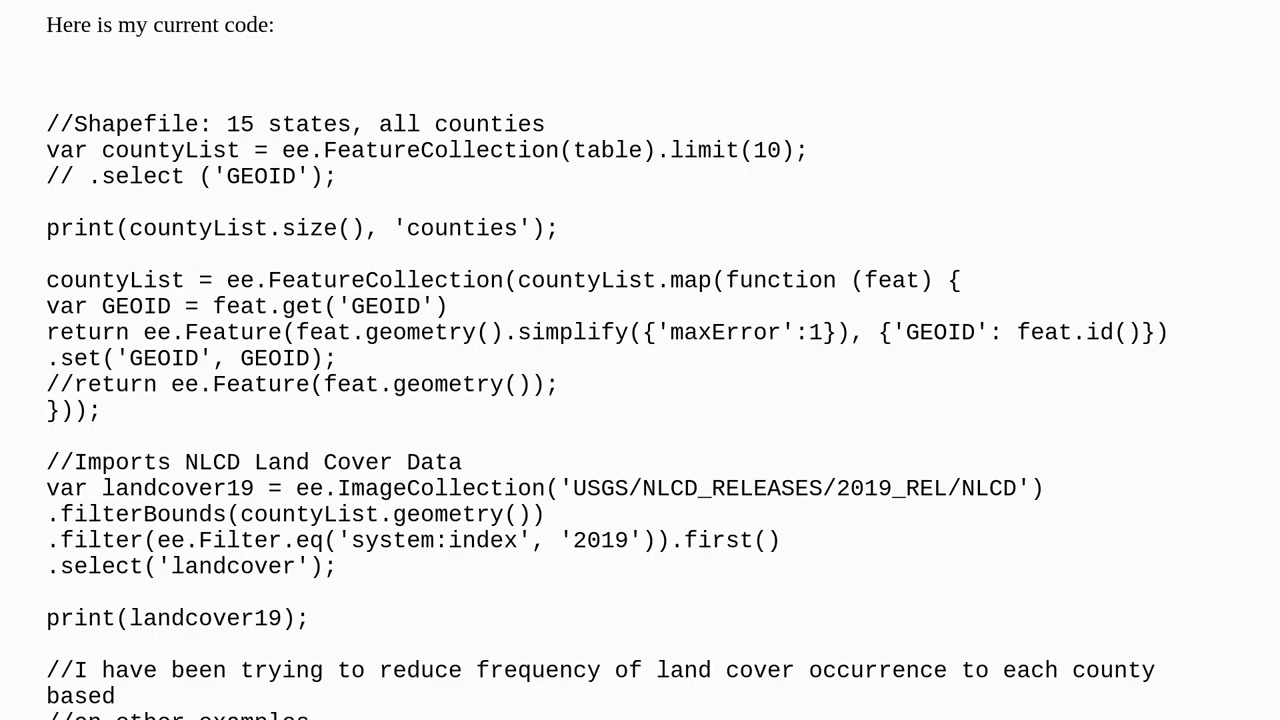 Here is my current code:
//Shapefile: 15 states, all counties
var countyList = ee.FeatureCollection(table).limit(10);
// .select ('GEOID');
print(countyList.size(), 'counties');
countyList = ee.FeatureCollection(countyList.map(function (feat) {
var GEOID = feat.get('GEOID')
return ee.Feature(feat.geometry().simplify({'maxError':1}), {'GEOID': feat.id()})
.set('GEOID', GEOID);
//return ee.Feature(feat.geometry());
}));
//Imports NLCD Land Cover Data
var landcover19 = ee.ImageCollection('USGS/NLCD_RELEASES/2019_REL/NLCD')
.filterBounds(countyList.geometry())
.filter(ee.Filter.eq('system:index', '2019')).first()
.select('landcover');
print(landcover19);
//I have been trying to reduce frequency of land cover occurrence to each county
based
//on other examples